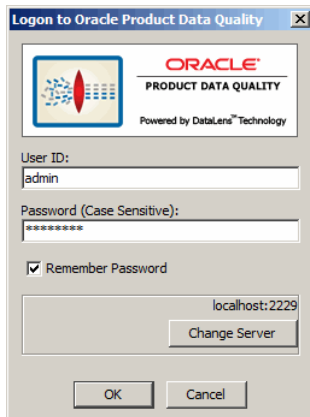 Logon to Oracle Product Data Quality
ORACLE®
PRODUCT DATA QUALITY
Powered by DataLens™ Technology
User ID:
admin
Password (Case Sensitive):
********
Remember Password
localhost:2229
Change Server
OK
Cancel